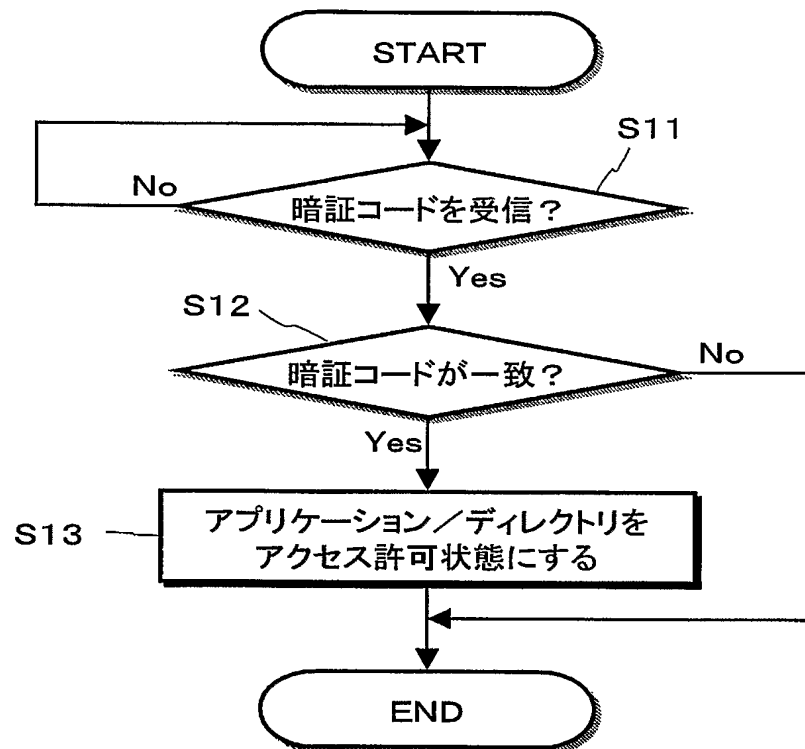 START
S11
No
暗証コードを受信？
Yes
S12
No
暗証コードが一致？
Yes
S13
アプリケーション／ディレクトリを
アクセス許可状態にする
END